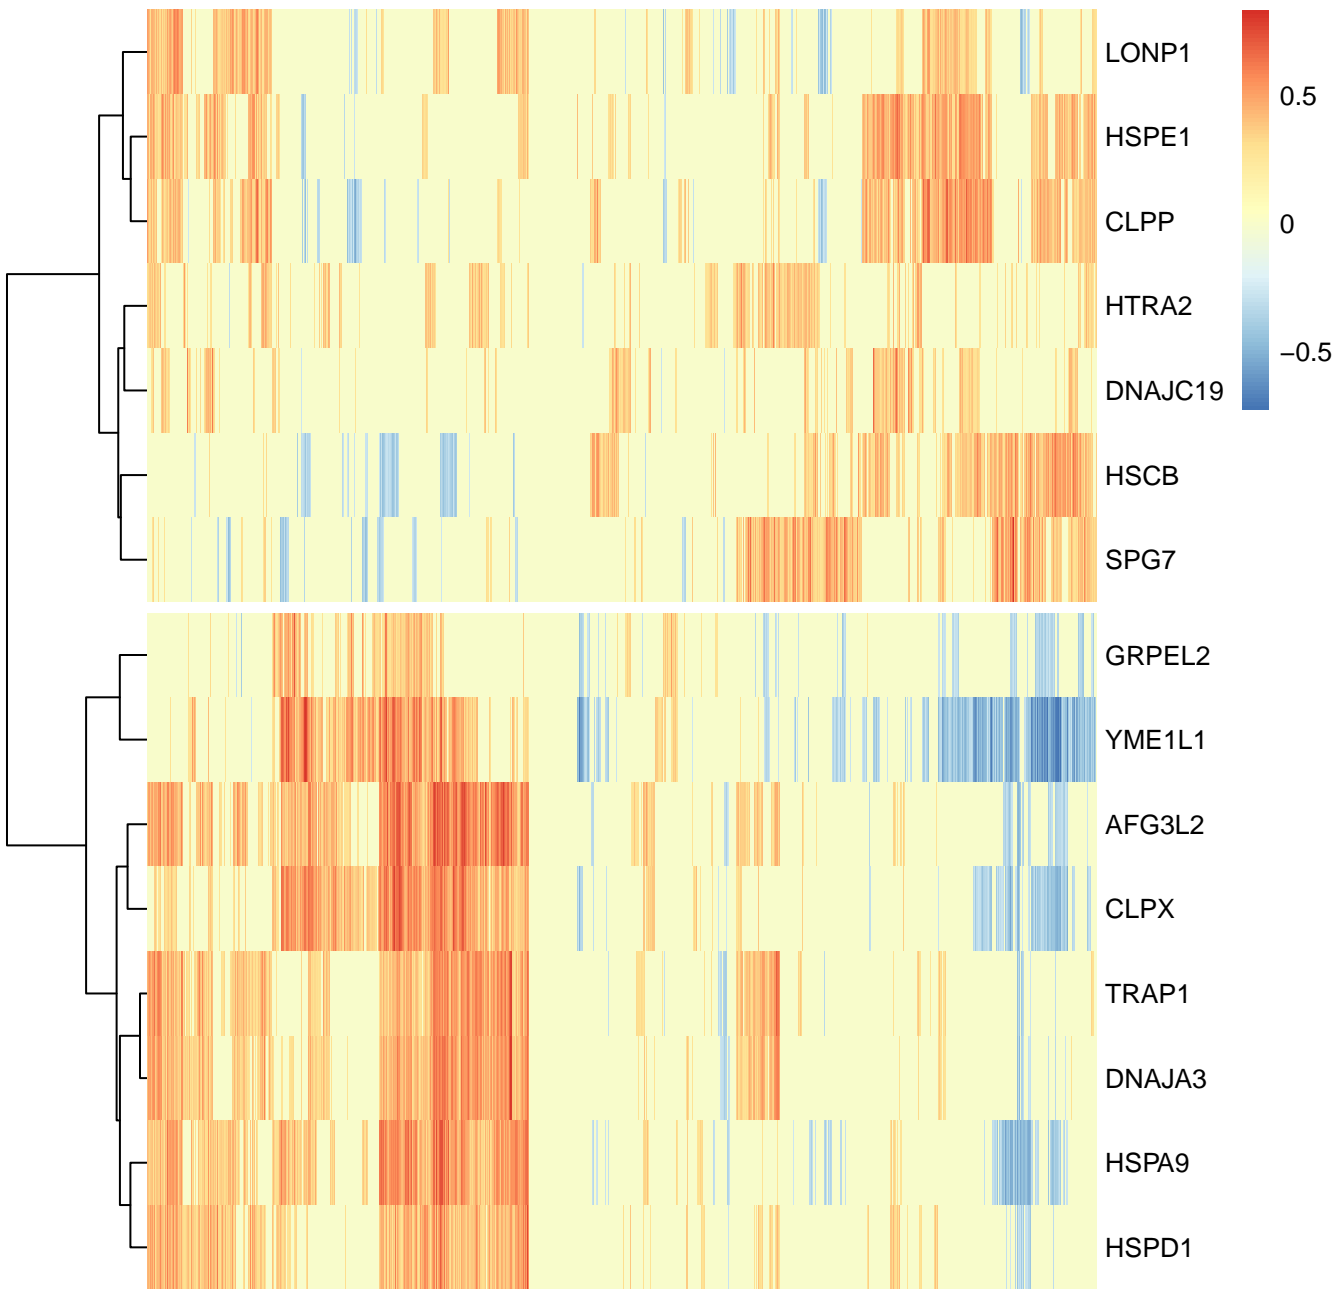 LONP1
HSPE1
CLPP
HTRA2
DNAJC19
HSCB
SPG7
GRPEL2
YME1L1
AFG3L2
CLPX
TRAP1
DNAJA3
HSPA9
HSPD1
0.5
0
−0.5